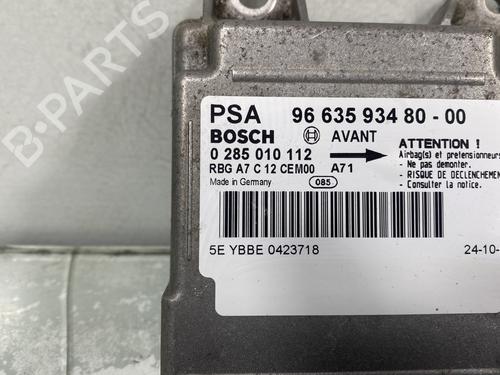 B-PARTS
PSA 96 635 934 80 - 00
BOSCH AVANT
0 285 010 112
RBG A7 C 12 CEM00 A71
Made in Germany 085
ATTENTION !
Airbag(s) et pretensionneurs
- Ne pas demonter.
- RISQUE DE DECLENCHEMEN
- Consulter la notice.
5E YBBE 0423718 24-10-